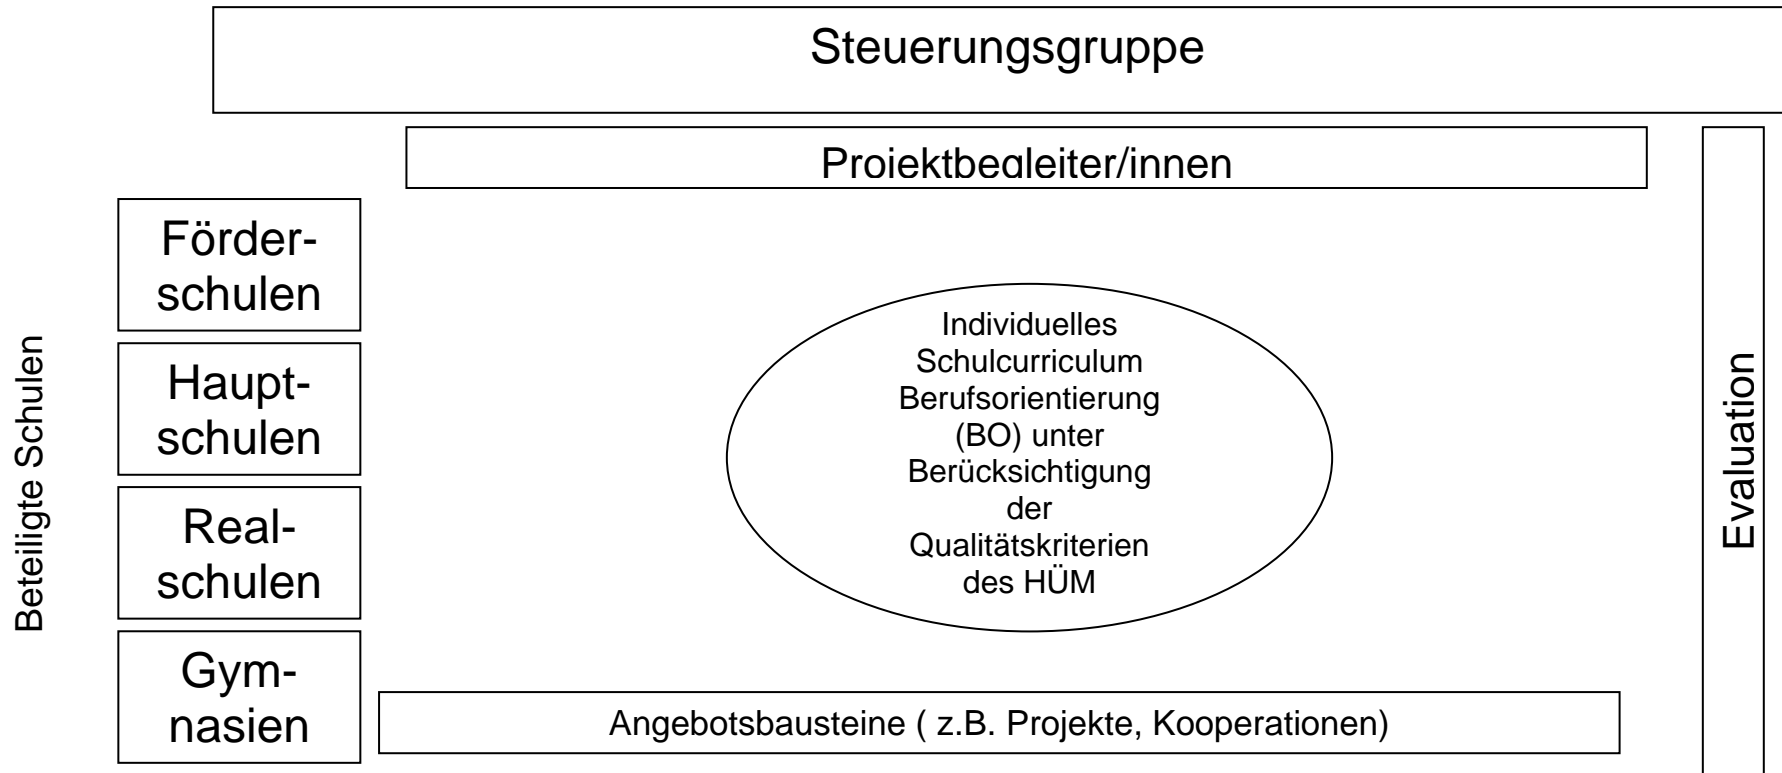 Steuerungsgruppe
Projektbegleiter/innen
Beteiligte Schulen
Förder-
schulen
Haupt-
schulen
Real-
schulen
Gym-
nasien
Individuelles
Schulcurriculum
Berufsorientierung
(BO) unter
Berücksichtigung
der
Qualitätskriterien
des HÜM
Angebotsbausteine ( z.B. Projekte, Kooperationen)
Evaluation